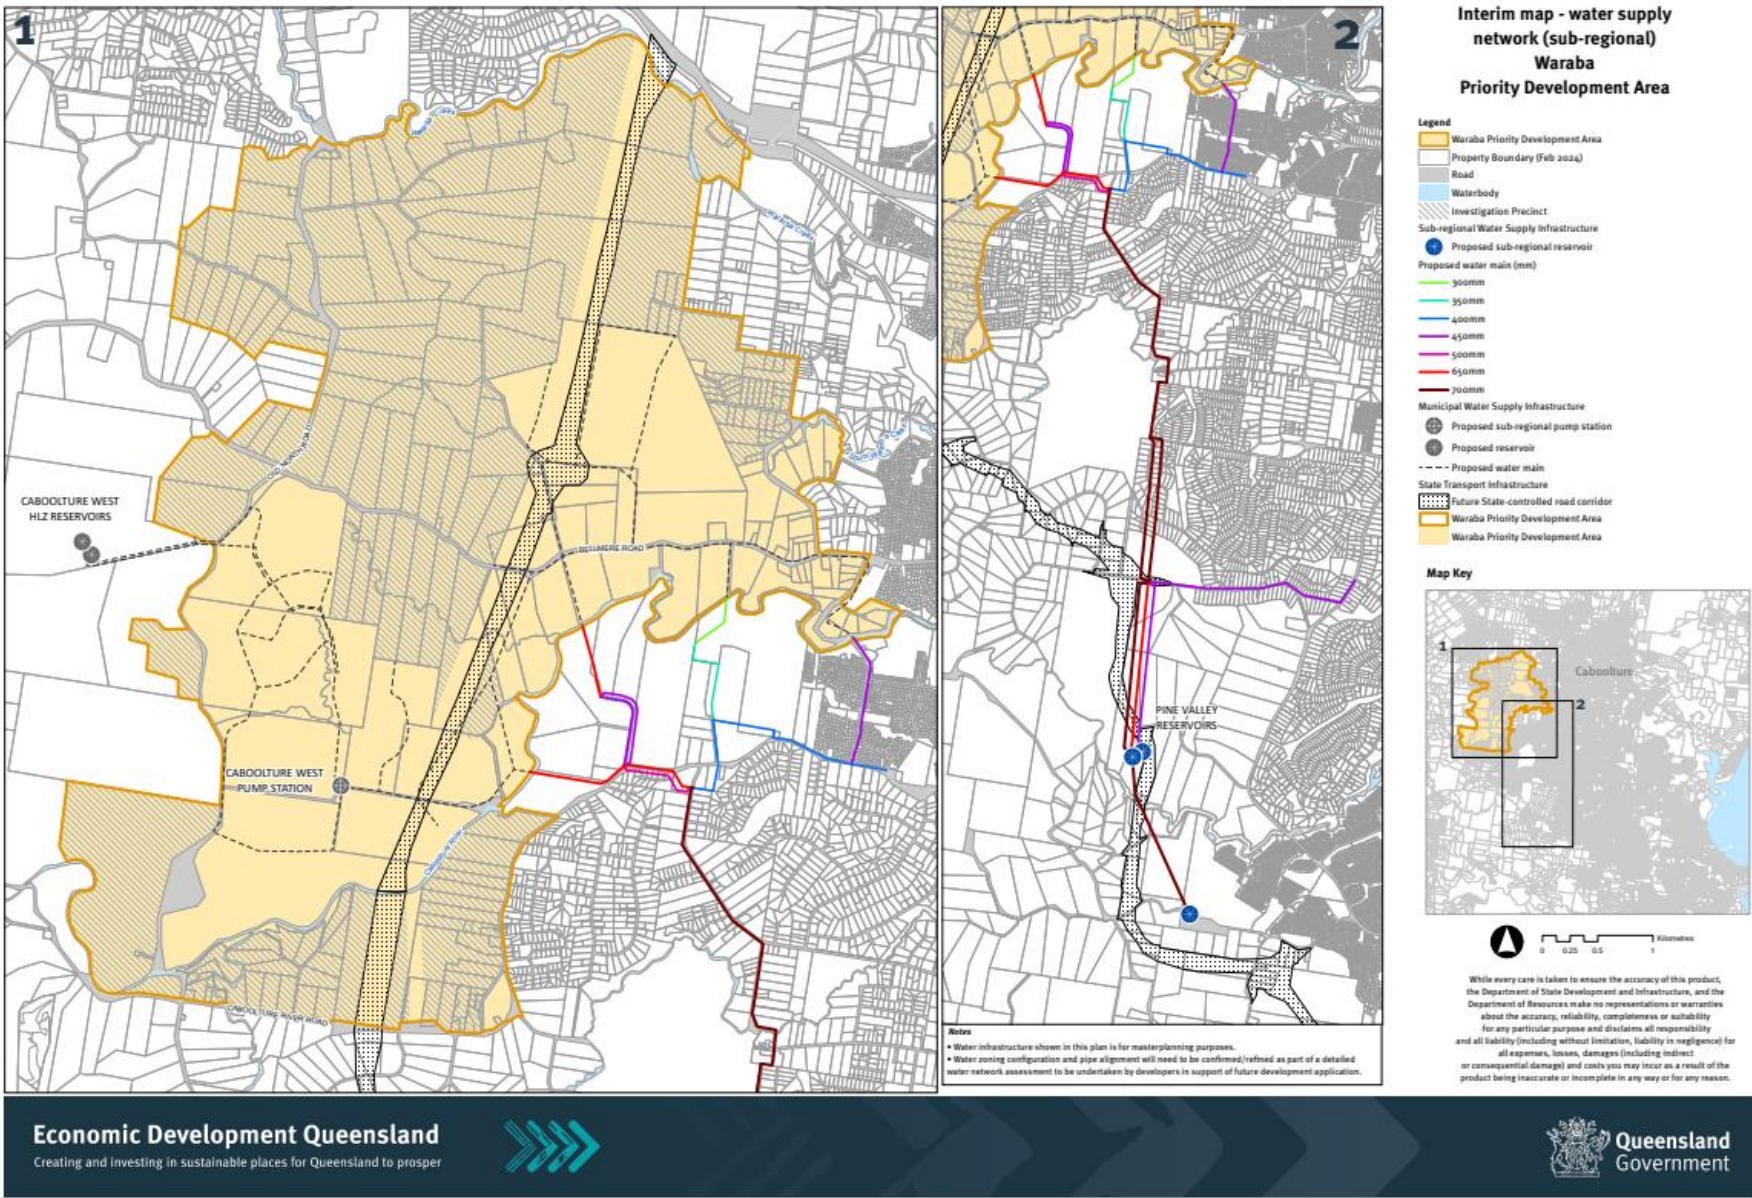 1
CABOOLTURE WEST
HLZ RESERVOIRS
OLD NORTH ROAD
BELLMERE ROAD
CABOOLTURE WEST
PUMP STATION
CABOOLTURE RIVER ROAD
2
PINE VALLEY
RESERVOIRS
Notes
• Water infrastructure shown in this plan is for masterplanning purposes.
• Water zoning configuration and pipe alignment will need to be confirmed/refined as part of a detailed
water network assessment to be undertaken by developers in support of future development application.
Interim map - water supply
network (sub-regional)
Waraba
Priority Development Area
Legend
Waraba Priority Development Area
Property Boundary (Feb 2024)
Road
Waterbody
Investigation Precinct
Sub-regional Water Supply Infrastructure
Proposed sub-regional reservoir
Proposed water main (mm)
300mm
350mm
400mm
450mm
500mm
650mm
700mm
Municipal Water Supply Infrastructure
Proposed sub-regional pump station
Proposed reservoir
Proposed water main
State Transport Infrastructure
Future State-controlled road corridor
Waraba Priority Development Area
Waraba Priority Development Area
Map Key
1
Caboolture
2
Kilometres
0 0.25 0.5 1
While every care is taken to ensure the accuracy of this product,
the Department of State Development and Infrastructure, and the
Department of Resources make no representations or warranties
about the accuracy, reliability, completeness or suitability
for any particular purpose and disclaims all responsibility
and all liability (including without limitation, liability in negligence) for
all expenses, losses, damages (including indirect
or consequential damage) and costs you may incur as a result of the
product being inaccurate or incomplete in any way or for any reason.
Economic Development Queensland
Creating and investing in sustainable places for Queensland to prosper
Queensland
Government